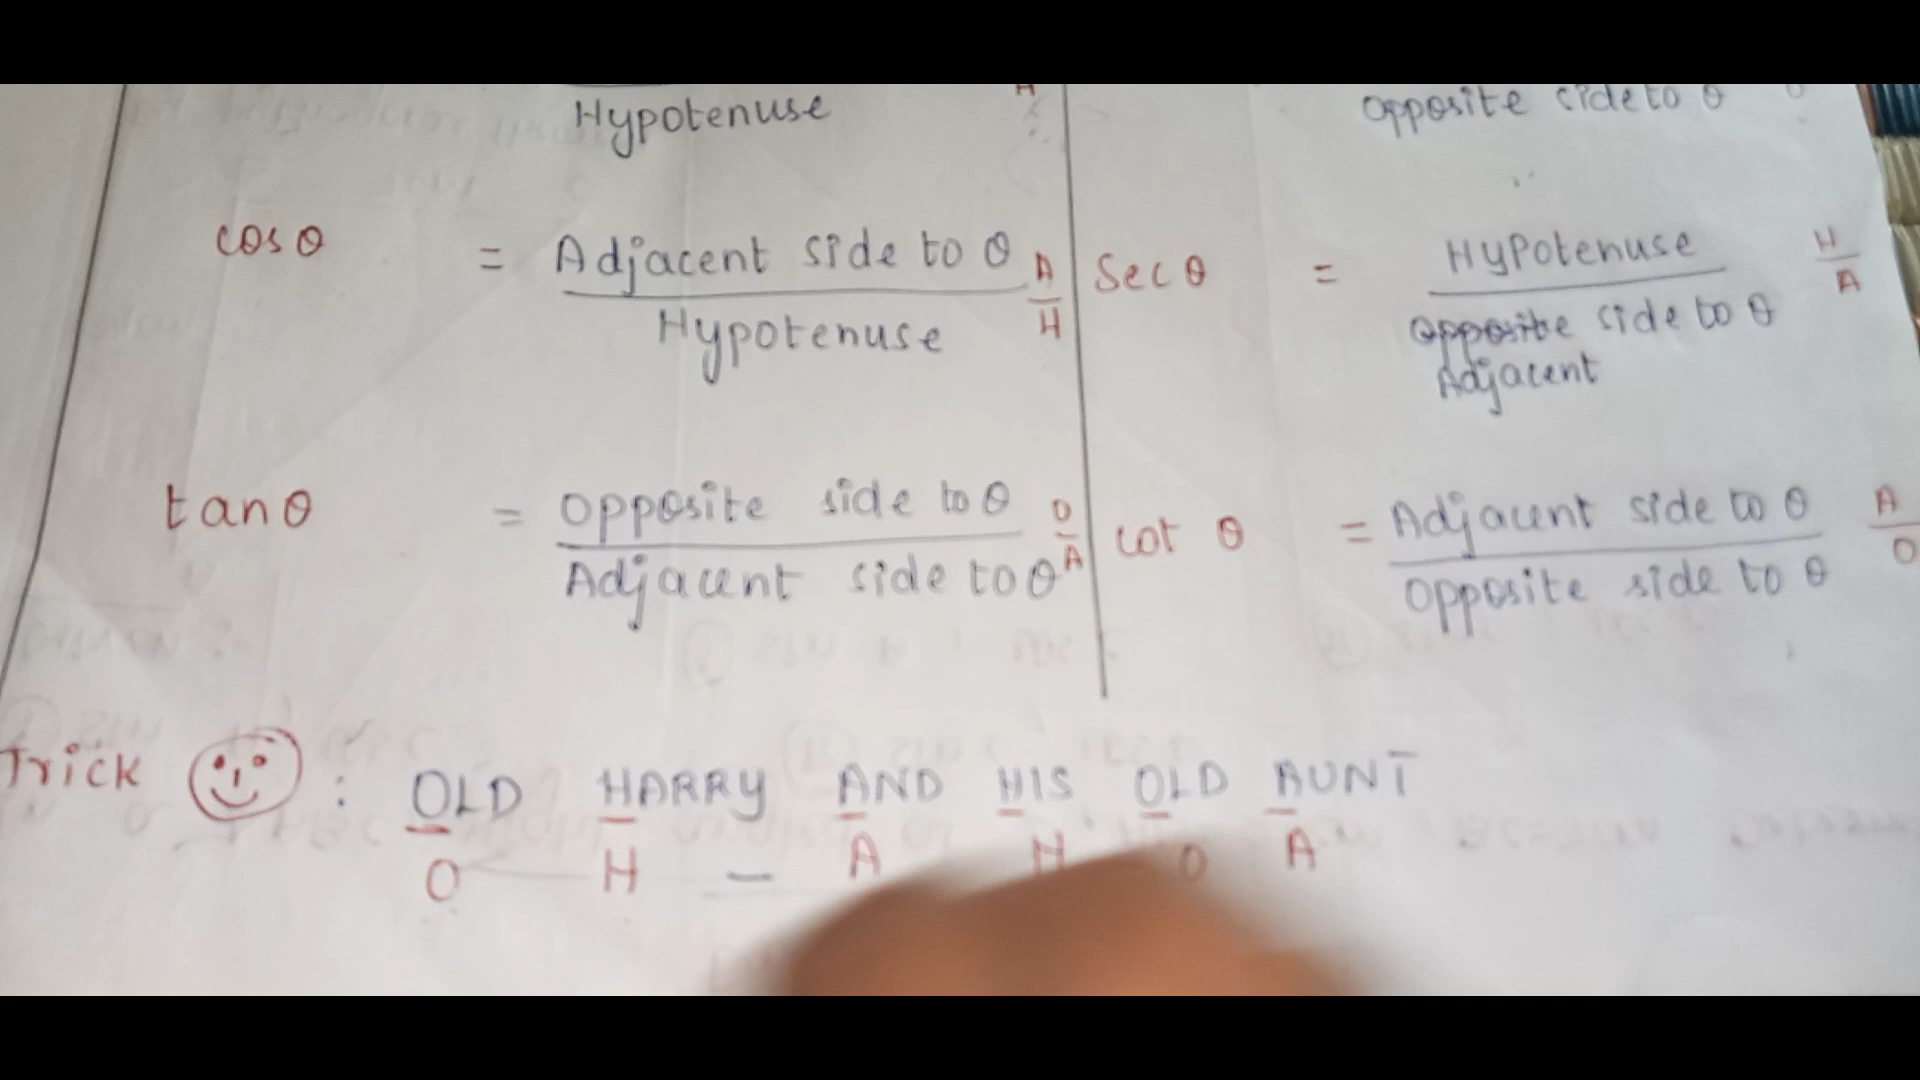 Hypotenuse
Opposite side to θ
cos θ = Adjacent side to θ A
Hypotenuse H
Sec θ = Hypotenuse H
Opposite side to θ A
Adjacent
tan θ = Opposite side to θ O
Adjacent side to θ A
cot θ = Adjacent side to θ A
Opposite side to θ O
Trick : OLD HARRY AND HIS OLD AUNT
O H – A H O A